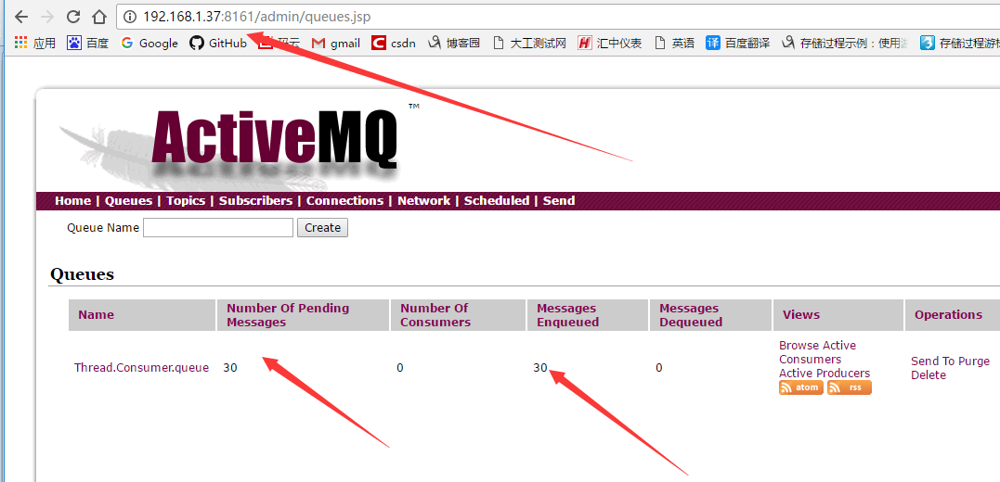 192.168.1.37:8161/admin/queues.jsp
应用 百度 Google GitHub 码云 gmail csdn 博客园 大工测试网 汇中仪表 英语 百度翻译 存储过程示例：使用 存储过程游标
ActiveMQ ™
Home | Queues | Topics | Subscribers | Connections | Network | Scheduled | Send
Queue Name Create
Queues
Name Number Of Pending Messages Number Of Consumers Messages Enqueued Messages Dequeued Views Operations
Thread.Consumer.queue 30 0 30 0
Browse Active
Consumers
Active Producers
atom rss
Send To Purge
Delete